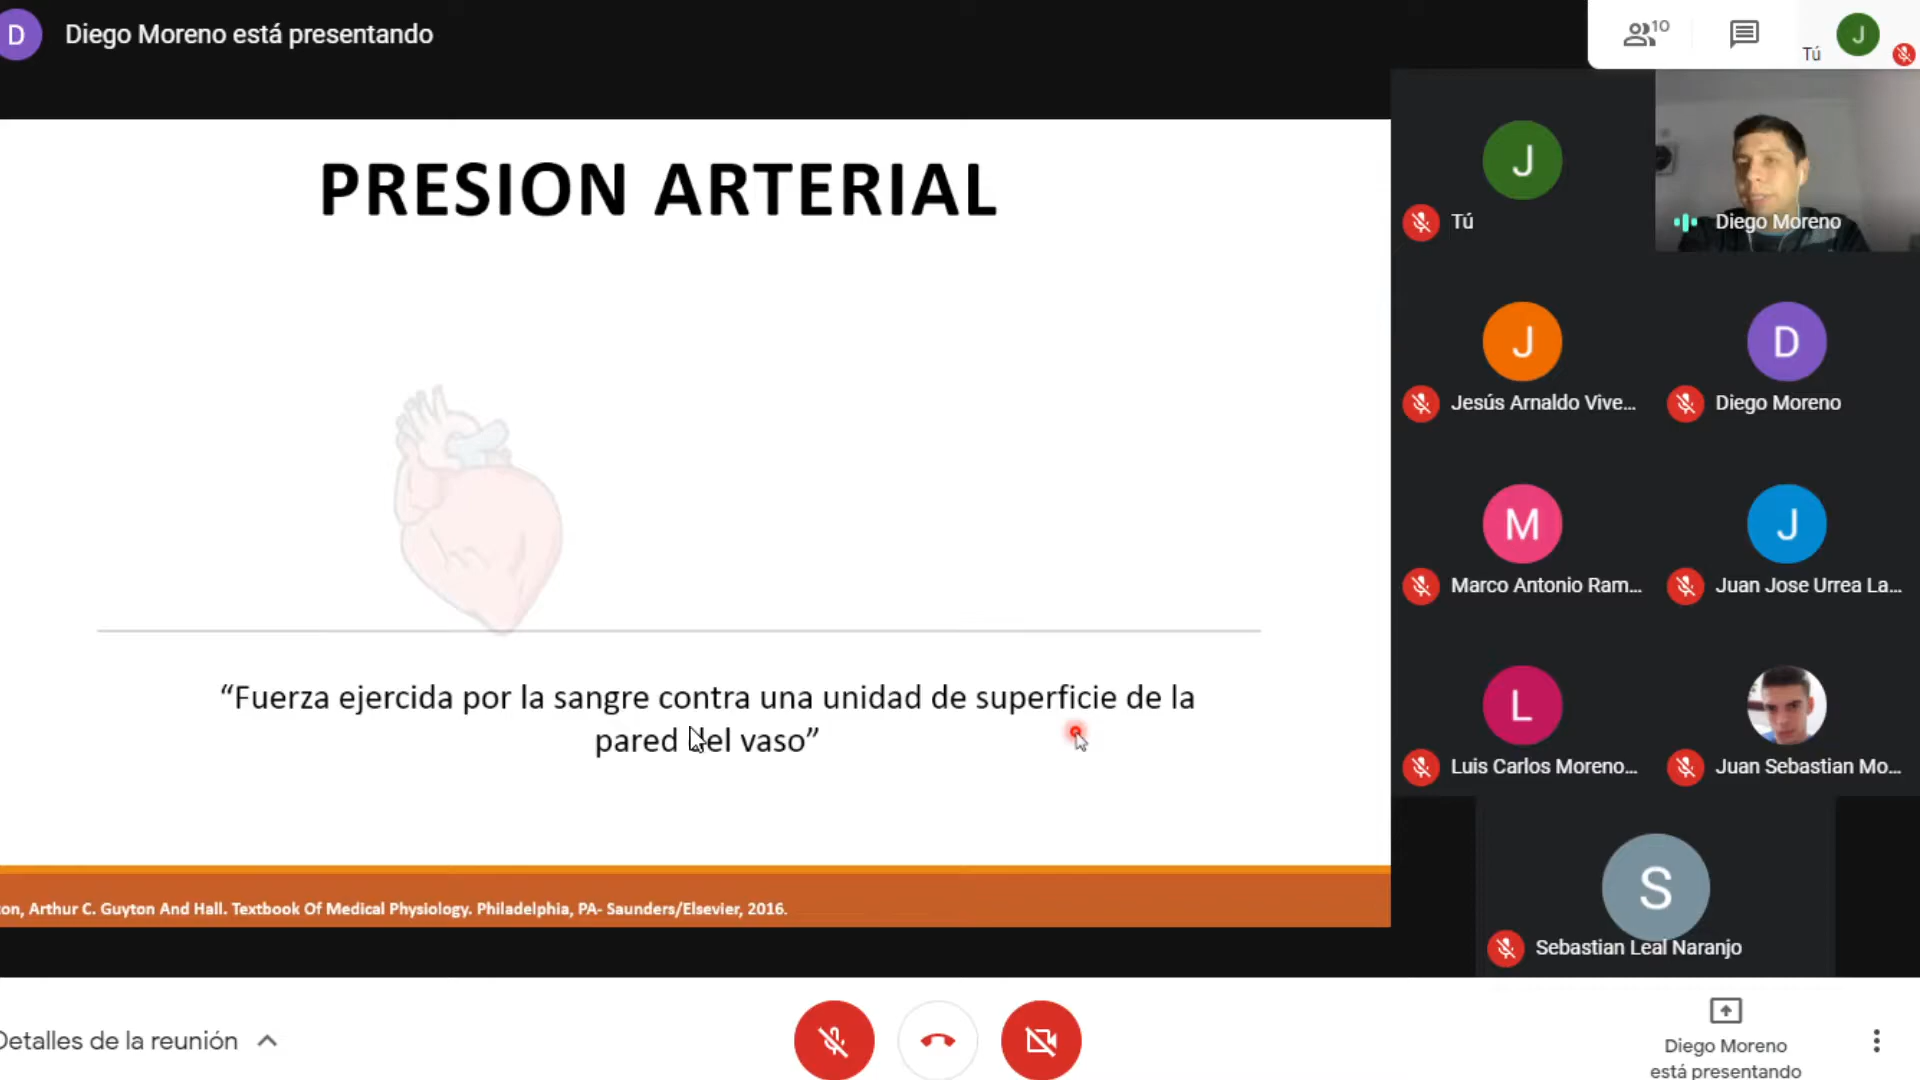 D Diego Moreno está presentando
10
Tú
J
PRESION ARTERIAL
“Fuerza ejercida por la sangre contra una unidad de superficie de la
pared del vaso”
on, Arthur C. Guyton And Hall. Textbook Of Medical Physiology. Philadelphia, PA- Saunders/Elsevier, 2016.
J
Tú
Diego Moreno
J
Jesús Arnaldo Vive...
D
Diego Moreno
M
Marco Antonio Ram...
J
Juan Jose Urrea La...
L
Luis Carlos Moreno...
Juan Sebastian Mo...
S
Sebastian Leal Naranjo
Detalles de la reunión
Diego Moreno
está presentando